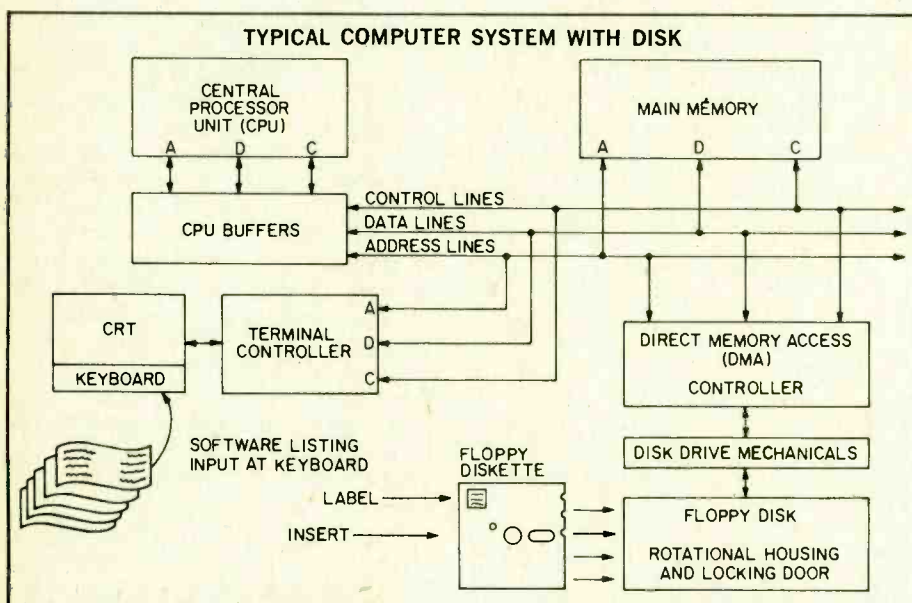 TYPICAL COMPUTER SYSTEM WITH DISK
CENTRAL
PROCESSOR
UNIT (CPU)
A D C
MAIN MEMORY
A D C
CPU BUFFERS
CONTROL LINES
DATA LINES
ADDRESS LINES
CRT
KEYBOARD
TERMINAL
CONTROLLER
A
D
C
DIRECT MEMORY ACCESS
(DMA)
CONTROLLER
DISK DRIVE MECHANICALS
SOFTWARE LISTING
INPUT AT KEYBOARD
FLOPPY
DISKETTE
LABEL
INSERT
FLOPPY DISK
ROTATIONAL HOUSING
AND LOCKING DOOR